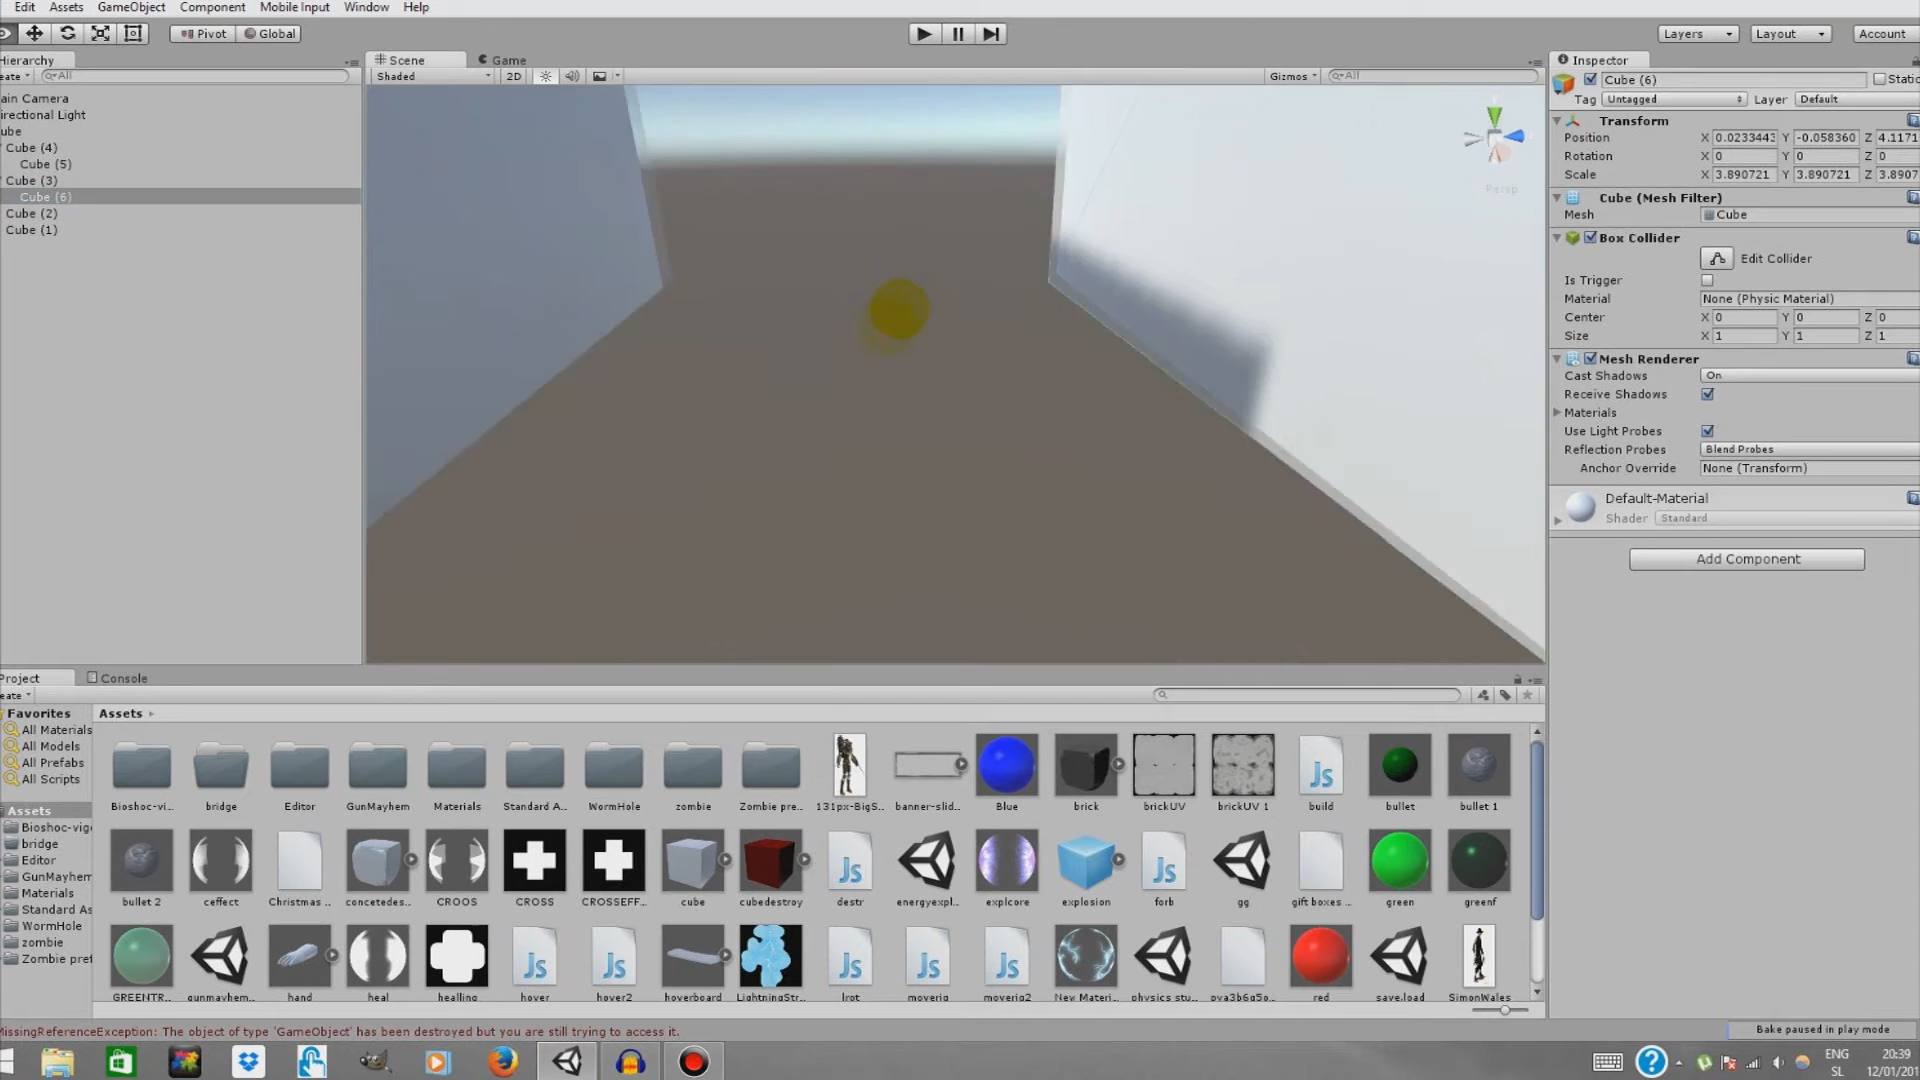 Edit Assets GameObject Component Mobile Input Window Help
Pivot Global Layers Layout Account
Hierarchy Scene Game Inspector
eate All Shaded 2D Gizmos All
Cube (6) Static
Tag Untagged Layer Default
ain Camera
irectional Light
ube
Cube (4)
Cube (5)
Cube (3)
Cube (6)
Cube (2)
Cube (1)
Persp
Transform
Position X 0.0233443 Y -0.058360 Z 4.1171
Rotation X 0 Y 0 Z 0
Scale X 3.890721 Y 3.890721 Z 3.8907
Cube (Mesh Filter)
Mesh Cube
Box Collider
Edit Collider
Is Trigger
Material None (Physic Material)
Center X 0 Y 0 Z 0
Size X 1 Y 1 Z 1
Mesh Renderer
Cast Shadows On
Receive Shadows
Materials
Use Light Probes
Reflection Probes Blend Probes
Anchor Override None (Transform)
Default-Material
Shader Standard
Add Component
Project Console
eate
Favorites
All Materials
All Models
All Prefabs
All Scripts
Assets
Bioshoc-vig
bridge
Editor
GunMayhem
Materials
Standard As
WormHole
zombie
Zombie pref
Assets
Bioshoc-vi... bridge Editor GunMayhem Materials Standard A... WormHole zombie Zombie pre... 131px-BigS... banner-slid... Blue brick brickUV brickUV 1 build bullet bullet 1
bullet 2 ceffect Christmas ... concetedes... CROOS CROSS CROSSEFF... cube cubedestroy destr energyexpl... explcore explosion forb gg gift boxes ... green greenf
GREENTR... gunmayhem... hand heal healling hover hover2 hoverboard LightningStr... lrot moverig moverig2 New Materi... physics stu... pva3b6q5o... red save.load SimonWales
MissingReferenceException: The object of type 'GameObject' has been destroyed but you are still trying to access it.
Bake paused in play mode
ENG
SL
20:39
12/01/201